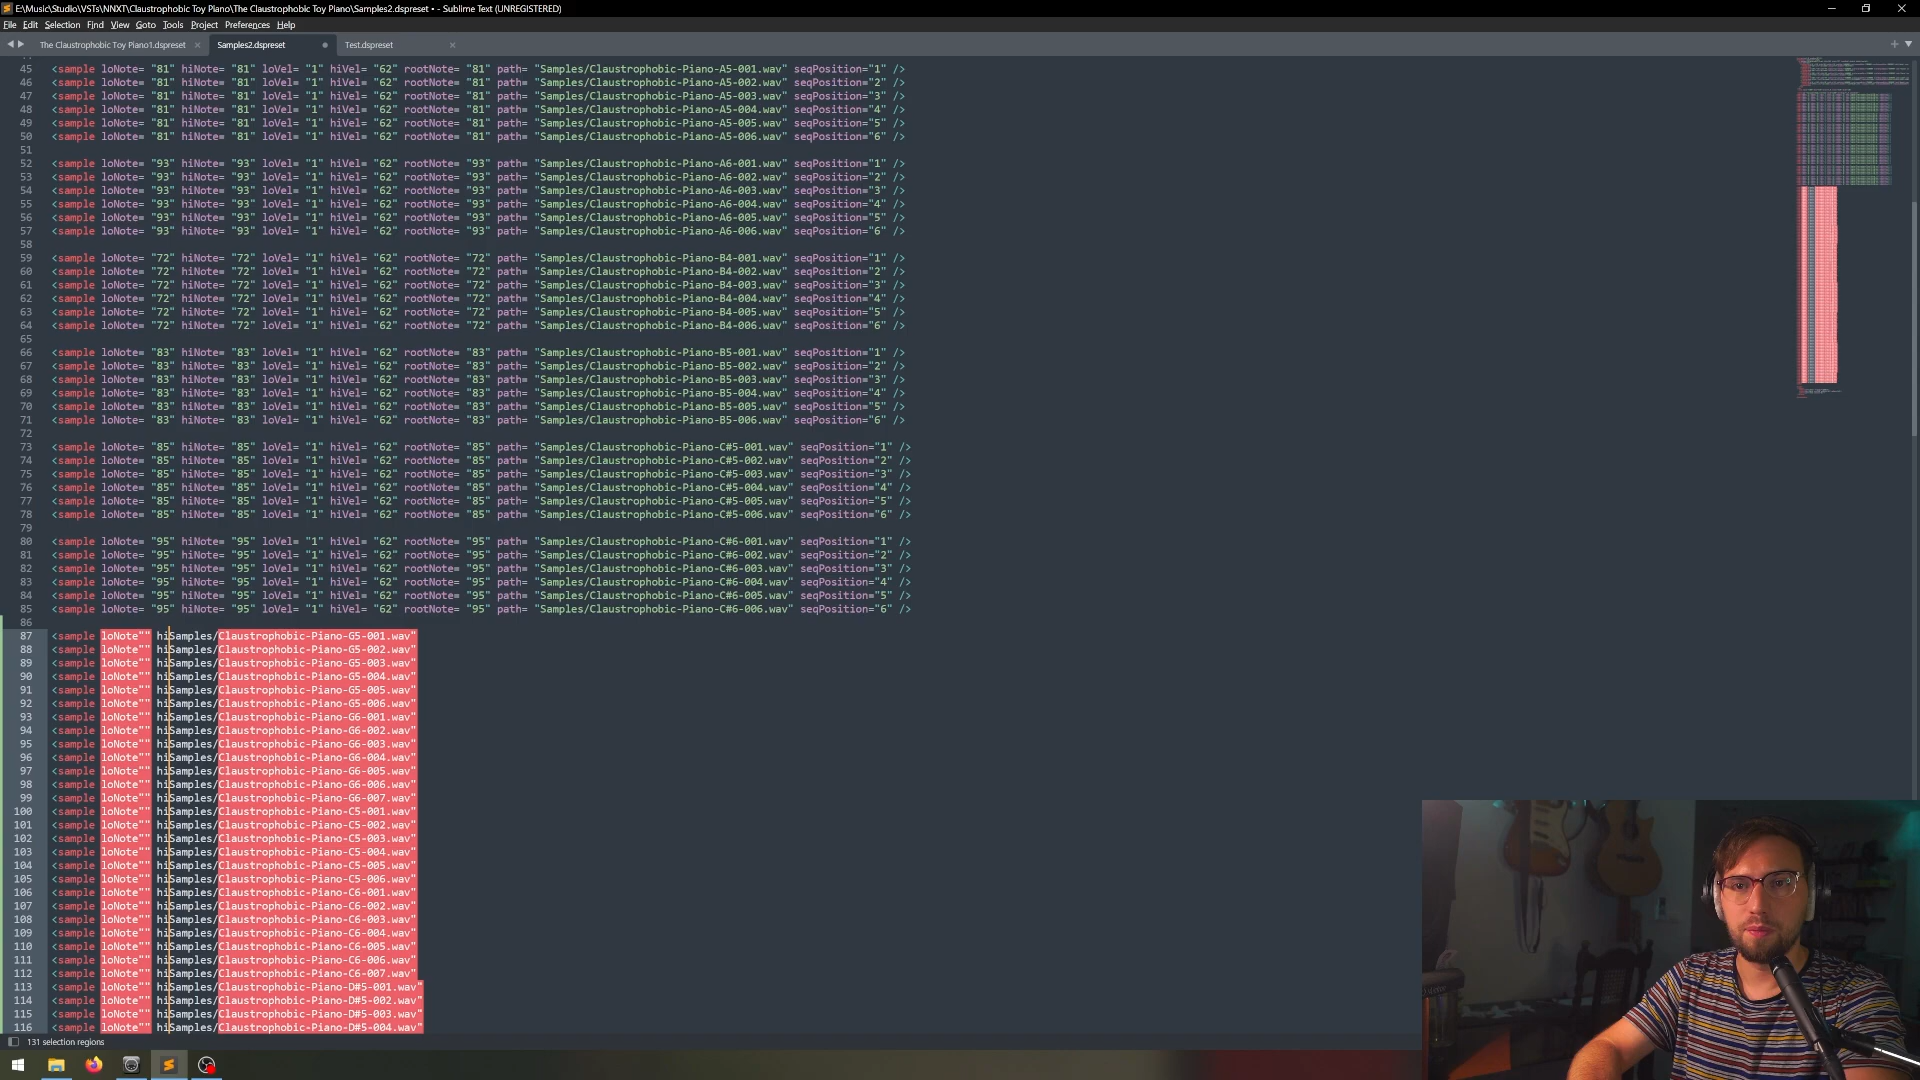 E:\Music\Studio\VSTs\NNXT\Claustrophobic Toy Piano\The Claustrophobic Toy Piano\Samples2.dspreset • - Sublime Text (UNREGISTERED)
File Edit Selection Find View Goto Tools Project Preferences Help
The Claustrophobic Toy Piano1.dspreset Samples2.dspreset Test.dspreset
45 <sample loNote= "81" hiNote= "81" loVel= "1" hiVel= "62" rootNote= "81" path= "Samples/Claustrophobic-Piano-A5-001.wav" seqPosition="1" />
46 <sample loNote= "81" hiNote= "81" loVel= "1" hiVel= "62" rootNote= "81" path= "Samples/Claustrophobic-Piano-A5-002.wav" seqPosition="2" />
47 <sample loNote= "81" hiNote= "81" loVel= "1" hiVel= "62" rootNote= "81" path= "Samples/Claustrophobic-Piano-A5-003.wav" seqPosition="3" />
48 <sample loNote= "81" hiNote= "81" loVel= "1" hiVel= "62" rootNote= "81" path= "Samples/Claustrophobic-Piano-A5-004.wav" seqPosition="4" />
49 <sample loNote= "81" hiNote= "81" loVel= "1" hiVel= "62" rootNote= "81" path= "Samples/Claustrophobic-Piano-A5-005.wav" seqPosition="5" />
50 <sample loNote= "81" hiNote= "81" loVel= "1" hiVel= "62" rootNote= "81" path= "Samples/Claustrophobic-Piano-A5-006.wav" seqPosition="6" />
51
52 <sample loNote= "93" hiNote= "93" loVel= "1" hiVel= "62" rootNote= "93" path= "Samples/Claustrophobic-Piano-A6-001.wav" seqPosition="1" />
53 <sample loNote= "93" hiNote= "93" loVel= "1" hiVel= "62" rootNote= "93" path= "Samples/Claustrophobic-Piano-A6-002.wav" seqPosition="2" />
54 <sample loNote= "93" hiNote= "93" loVel= "1" hiVel= "62" rootNote= "93" path= "Samples/Claustrophobic-Piano-A6-003.wav" seqPosition="3" />
55 <sample loNote= "93" hiNote= "93" loVel= "1" hiVel= "62" rootNote= "93" path= "Samples/Claustrophobic-Piano-A6-004.wav" seqPosition="4" />
56 <sample loNote= "93" hiNote= "93" loVel= "1" hiVel= "62" rootNote= "93" path= "Samples/Claustrophobic-Piano-A6-005.wav" seqPosition="5" />
57 <sample loNote= "93" hiNote= "93" loVel= "1" hiVel= "62" rootNote= "93" path= "Samples/Claustrophobic-Piano-A6-006.wav" seqPosition="6" />
58
59 <sample loNote= "72" hiNote= "72" loVel= "1" hiVel= "62" rootNote= "72" path= "Samples/Claustrophobic-Piano-B4-001.wav" seqPosition="1" />
60 <sample loNote= "72" hiNote= "72" loVel= "1" hiVel= "62" rootNote= "72" path= "Samples/Claustrophobic-Piano-B4-002.wav" seqPosition="2" />
61 <sample loNote= "72" hiNote= "72" loVel= "1" hiVel= "62" rootNote= "72" path= "Samples/Claustrophobic-Piano-B4-003.wav" seqPosition="3" />
62 <sample loNote= "72" hiNote= "72" loVel= "1" hiVel= "62" rootNote= "72" path= "Samples/Claustrophobic-Piano-B4-004.wav" seqPosition="4" />
63 <sample loNote= "72" hiNote= "72" loVel= "1" hiVel= "62" rootNote= "72" path= "Samples/Claustrophobic-Piano-B4-005.wav" seqPosition="5" />
64 <sample loNote= "72" hiNote= "72" loVel= "1" hiVel= "62" rootNote= "72" path= "Samples/Claustrophobic-Piano-B4-006.wav" seqPosition="6" />
65
66 <sample loNote= "83" hiNote= "83" loVel= "1" hiVel= "62" rootNote= "83" path= "Samples/Claustrophobic-Piano-B5-001.wav" seqPosition="1" />
67 <sample loNote= "83" hiNote= "83" loVel= "1" hiVel= "62" rootNote= "83" path= "Samples/Claustrophobic-Piano-B5-002.wav" seqPosition="2" />
68 <sample loNote= "83" hiNote= "83" loVel= "1" hiVel= "62" rootNote= "83" path= "Samples/Claustrophobic-Piano-B5-003.wav" seqPosition="3" />
69 <sample loNote= "83" hiNote= "83" loVel= "1" hiVel= "62" rootNote= "83" path= "Samples/Claustrophobic-Piano-B5-004.wav" seqPosition="4" />
70 <sample loNote= "83" hiNote= "83" loVel= "1" hiVel= "62" rootNote= "83" path= "Samples/Claustrophobic-Piano-B5-005.wav" seqPosition="5" />
71 <sample loNote= "83" hiNote= "83" loVel= "1" hiVel= "62" rootNote= "83" path= "Samples/Claustrophobic-Piano-B5-006.wav" seqPosition="6" />
72
73 <sample loNote= "85" hiNote= "85" loVel= "1" hiVel= "62" rootNote= "85" path= "Samples/Claustrophobic-Piano-C#5-001.wav" seqPosition="1" />
74 <sample loNote= "85" hiNote= "85" loVel= "1" hiVel= "62" rootNote= "85" path= "Samples/Claustrophobic-Piano-C#5-002.wav" seqPosition="2" />
75 <sample loNote= "85" hiNote= "85" loVel= "1" hiVel= "62" rootNote= "85" path= "Samples/Claustrophobic-Piano-C#5-003.wav" seqPosition="3" />
76 <sample loNote= "85" hiNote= "85" loVel= "1" hiVel= "62" rootNote= "85" path= "Samples/Claustrophobic-Piano-C#5-004.wav" seqPosition="4" />
77 <sample loNote= "85" hiNote= "85" loVel= "1" hiVel= "62" rootNote= "85" path= "Samples/Claustrophobic-Piano-C#5-005.wav" seqPosition="5" />
78 <sample loNote= "85" hiNote= "85" loVel= "1" hiVel= "62" rootNote= "85" path= "Samples/Claustrophobic-Piano-C#5-006.wav" seqPosition="6" />
79
80 <sample loNote= "95" hiNote= "95" loVel= "1" hiVel= "62" rootNote= "95" path= "Samples/Claustrophobic-Piano-C#6-001.wav" seqPosition="1" />
81 <sample loNote= "95" hiNote= "95" loVel= "1" hiVel= "62" rootNote= "95" path= "Samples/Claustrophobic-Piano-C#6-002.wav" seqPosition="2" />
82 <sample loNote= "95" hiNote= "95" loVel= "1" hiVel= "62" rootNote= "95" path= "Samples/Claustrophobic-Piano-C#6-003.wav" seqPosition="3" />
83 <sample loNote= "95" hiNote= "95" loVel= "1" hiVel= "62" rootNote= "95" path= "Samples/Claustrophobic-Piano-C#6-004.wav" seqPosition="4" />
84 <sample loNote= "95" hiNote= "95" loVel= "1" hiVel= "62" rootNote= "95" path= "Samples/Claustrophobic-Piano-C#6-005.wav" seqPosition="5" />
85 <sample loNote= "95" hiNote= "95" loVel= "1" hiVel= "62" rootNote= "95" path= "Samples/Claustrophobic-Piano-C#6-006.wav" seqPosition="6" />
86
87 <sample loNote"" hiSamples/Claustrophobic-Piano-G5-001.wav"
88 <sample loNote"" hiSamples/Claustrophobic-Piano-G5-002.wav"
89 <sample loNote"" hiSamples/Claustrophobic-Piano-G5-003.wav"
90 <sample loNote"" hiSamples/Claustrophobic-Piano-G5-004.wav"
91 <sample loNote"" hiSamples/Claustrophobic-Piano-G5-005.wav"
92 <sample loNote"" hiSamples/Claustrophobic-Piano-G5-006.wav"
93 <sample loNote"" hiSamples/Claustrophobic-Piano-G6-001.wav"
94 <sample loNote"" hiSamples/Claustrophobic-Piano-G6-002.wav"
95 <sample loNote"" hiSamples/Claustrophobic-Piano-G6-003.wav"
96 <sample loNote"" hiSamples/Claustrophobic-Piano-G6-004.wav"
97 <sample loNote"" hiSamples/Claustrophobic-Piano-G6-005.wav"
98 <sample loNote"" hiSamples/Claustrophobic-Piano-G6-006.wav"
99 <sample loNote"" hiSamples/Claustrophobic-Piano-G6-007.wav"
100 <sample loNote"" hiSamples/Claustrophobic-Piano-C5-001.wav"
101 <sample loNote"" hiSamples/Claustrophobic-Piano-C5-002.wav"
102 <sample loNote"" hiSamples/Claustrophobic-Piano-C5-003.wav"
103 <sample loNote"" hiSamples/Claustrophobic-Piano-C5-004.wav"
104 <sample loNote"" hiSamples/Claustrophobic-Piano-C5-005.wav"
105 <sample loNote"" hiSamples/Claustrophobic-Piano-C5-006.wav"
106 <sample loNote"" hiSamples/Claustrophobic-Piano-C6-001.wav"
107 <sample loNote"" hiSamples/Claustrophobic-Piano-C6-002.wav"
108 <sample loNote"" hiSamples/Claustrophobic-Piano-C6-003.wav"
109 <sample loNote"" hiSamples/Claustrophobic-Piano-C6-004.wav"
110 <sample loNote"" hiSamples/Claustrophobic-Piano-C6-005.wav"
111 <sample loNote"" hiSamples/Claustrophobic-Piano-C6-006.wav"
112 <sample loNote"" hiSamples/Claustrophobic-Piano-C6-007.wav"
113 <sample loNote"" hiSamples/Claustrophobic-Piano-D#5-001.wav"
114 <sample loNote"" hiSamples/Claustrophobic-Piano-D#5-002.wav"
115 <sample loNote"" hiSamples/Claustrophobic-Piano-D#5-003.wav"
116 <sample loNote"" hiSamples/Claustrophobic-Piano-D#5-004.wav"
131 selection regions